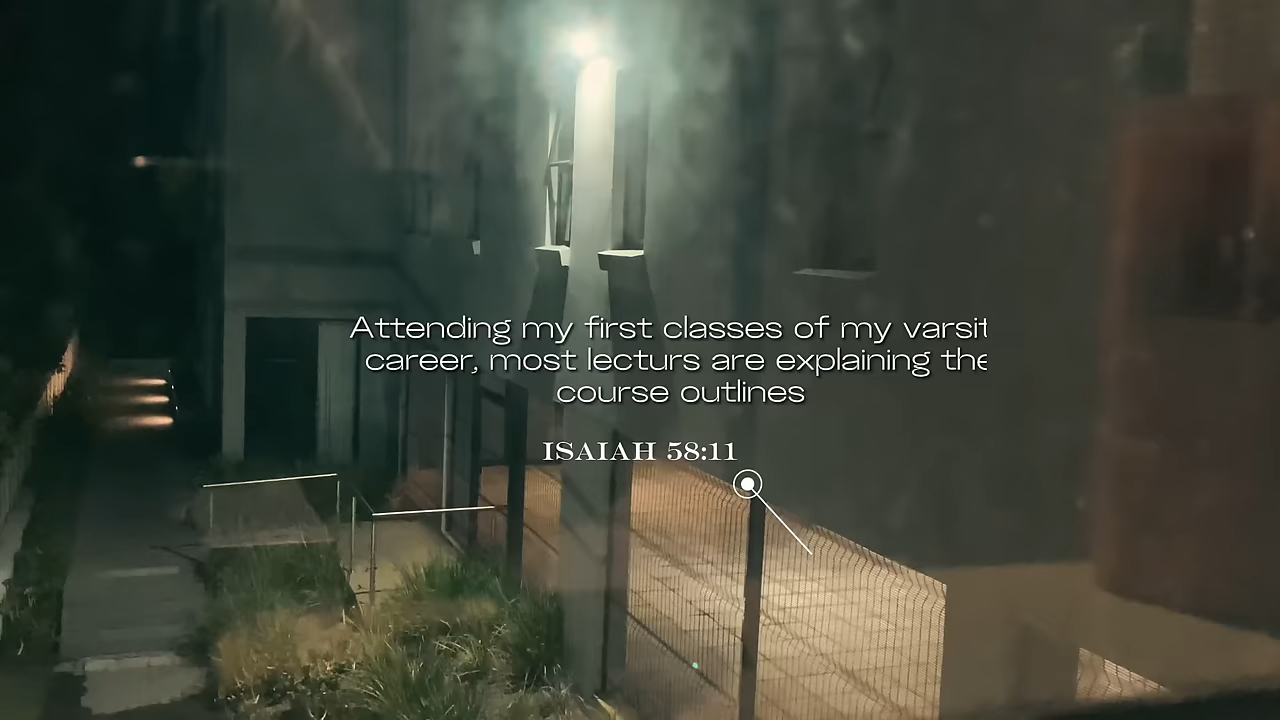 Attending my first classes of my varsit
career, most lecturs are explaining the
course outlines
ISAIAH 58:11